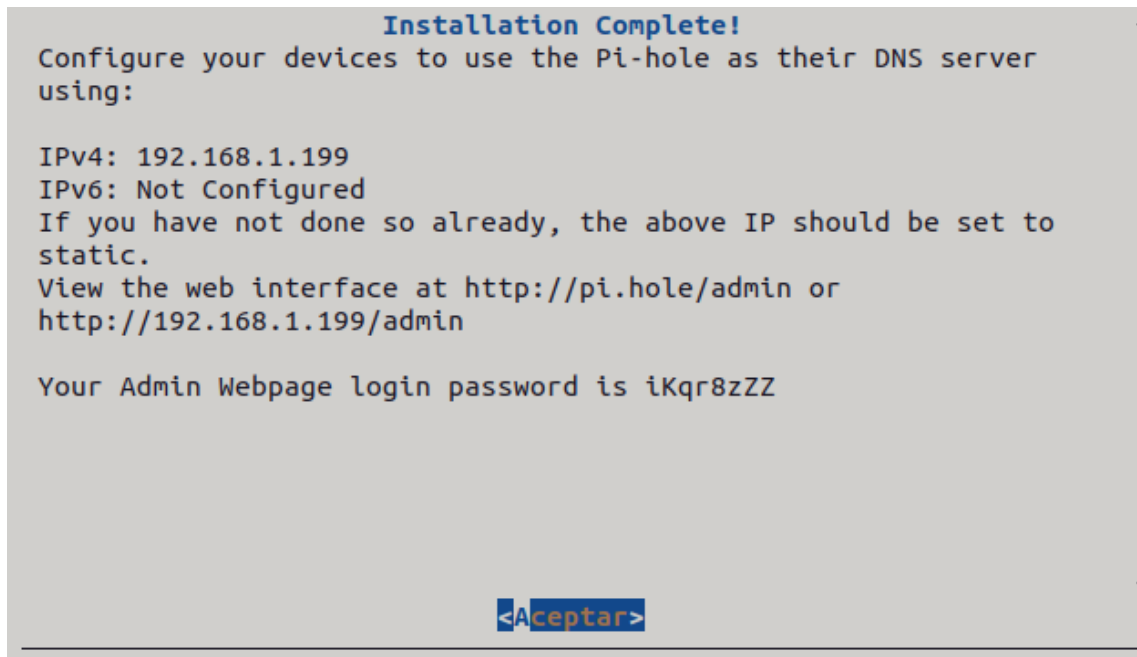 Installation Complete!
Configure your devices to use the Pi-hole as their DNS server
using:
IPv4: 192.168.1.199
IPv6: Not Configured
If you have not done so already, the above IP should be set to
static.
View the web interface at http://pi.hole/admin or
http://192.168.1.199/admin
Your Admin Webpage login password is iKqr8zZZ
<Aceptar>